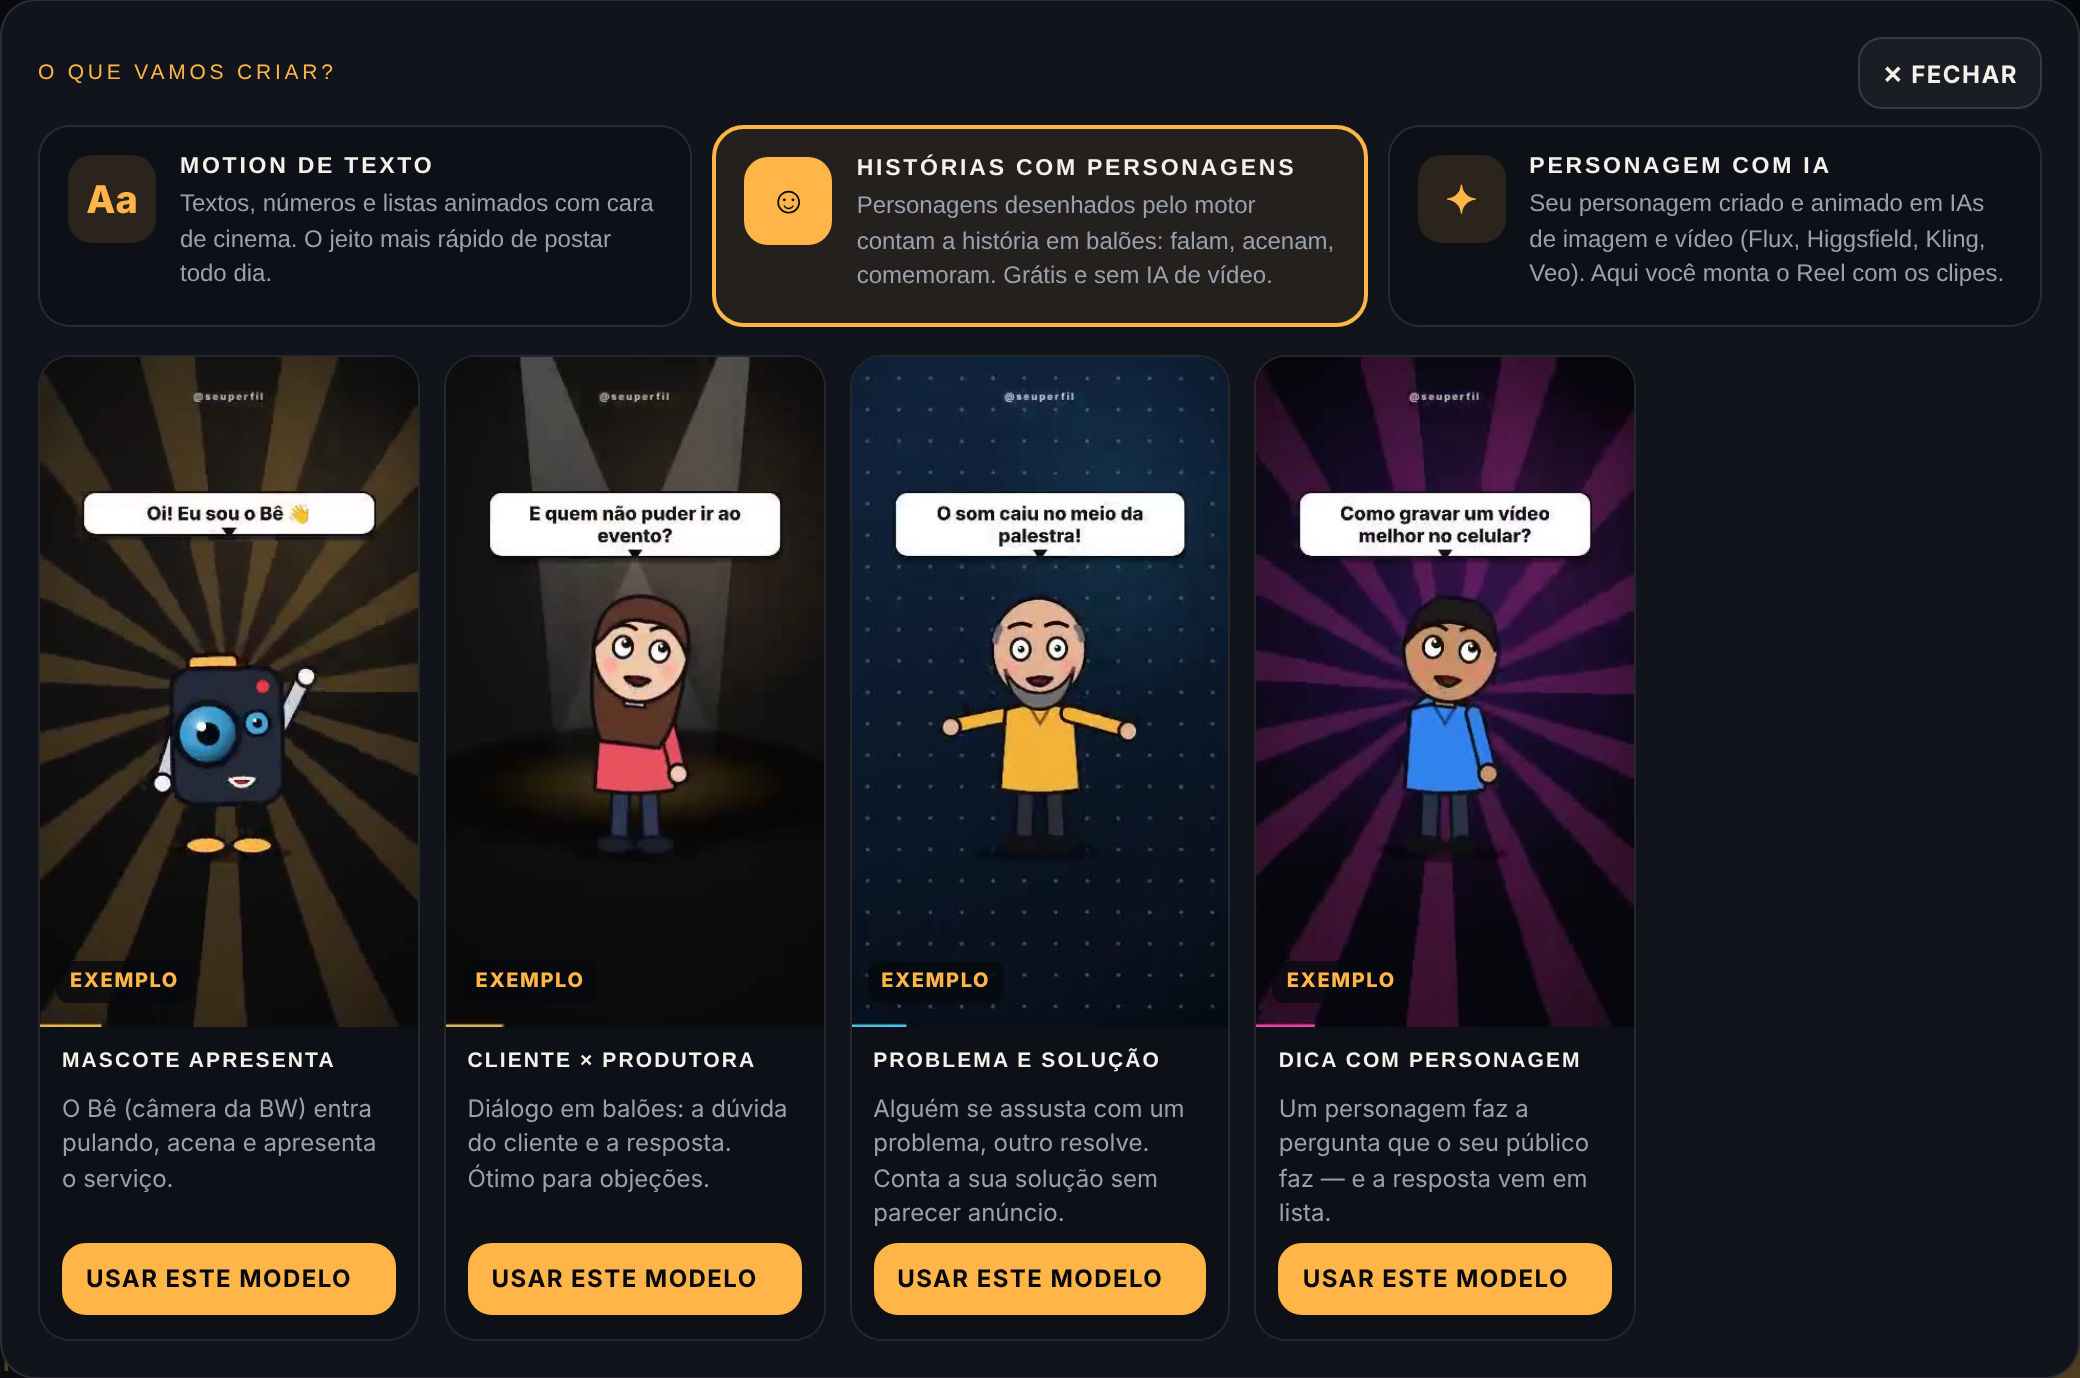 O QUE VAMOS CRIAR?
✕ FECHAR
Aa
MOTION DE TEXTO
Textos, números e listas animados com cara
de cinema. O jeito mais rápido de postar
todo dia.
HISTÓRIAS COM PERSONAGENS
Personagens desenhados pelo motor
contam a história em balões: falam, acenam,
comemoram. Grátis e sem IA de vídeo.
PERSONAGEM COM IA
Seu personagem criado e animado em IAs
de imagem e vídeo (Flux, Higgsfield, Kling,
Veo). Aqui você monta o Reel com os clipes.
@seuperfil
Oi! Eu sou o Bê 👋
EXEMPLO
MASCOTE APRESENTA
O Bê (câmera da BW) entra
pulando, acena e apresenta
o serviço.
USAR ESTE MODELO
@seuperfil
E quem não puder ir ao
evento?
EXEMPLO
CLIENTE × PRODUTORA
Diálogo em balões: a dúvida
do cliente e a resposta.
Ótimo para objeções.
USAR ESTE MODELO
@seuperfil
O som caiu no meio da
palestra!
EXEMPLO
PROBLEMA E SOLUÇÃO
Alguém se assusta com um
problema, outro resolve.
Conta a sua solução sem
parecer anúncio.
USAR ESTE MODELO
@seuperfil
Como gravar um vídeo
melhor no celular?
EXEMPLO
DICA COM PERSONAGEM
Um personagem faz a
pergunta que o seu público
faz — e a resposta vem em
lista.
USAR ESTE MODELO